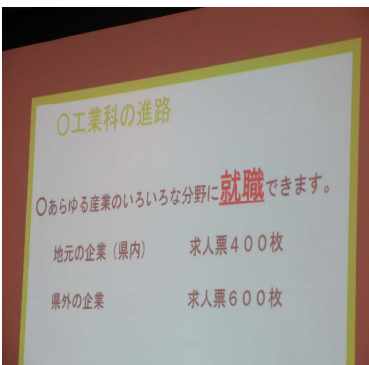 〇工業科の進路
〇あらゆる産業のいろいろな分野に就職できます。
地元の企業（県内）　求人票４００枚
県外の企業　求人票６００枚